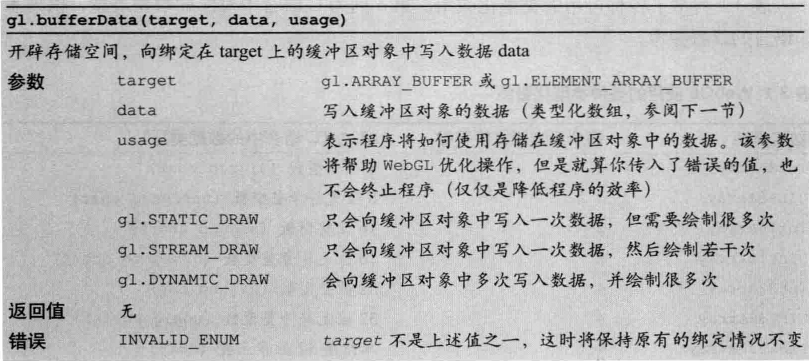 gl.bufferData(target, data, usage)
开辟存储空间，向绑定在 target 上的缓冲区对象中写入数据 data
参数 target gl.ARRAY_BUFFER 或 gl.ELEMENT_ARRAY_BUFFER
data 写入缓冲区对象的数据（类型化数组，参阅下一节）
usage 表示程序将如何使用存储在缓冲区对象中的数据。该参数
将帮助 WebGL 优化操作，但是就算你传入了错误的值，也
不会终止程序（仅仅是降低程序的效率）
gl.STATIC_DRAW 只会向缓冲区对象中写入一次数据，但需要绘制很多次
gl.STREAM_DRAW 只会向缓冲区对象中写入一次数据，然后绘制若干次
gl.DYNAMIC_DRAW 会向缓冲区对象中多次写入数据，并绘制很多次
返回值 无
错误 INVALID_ENUM target 不是上述值之一，这时将保持原有的绑定情况不变